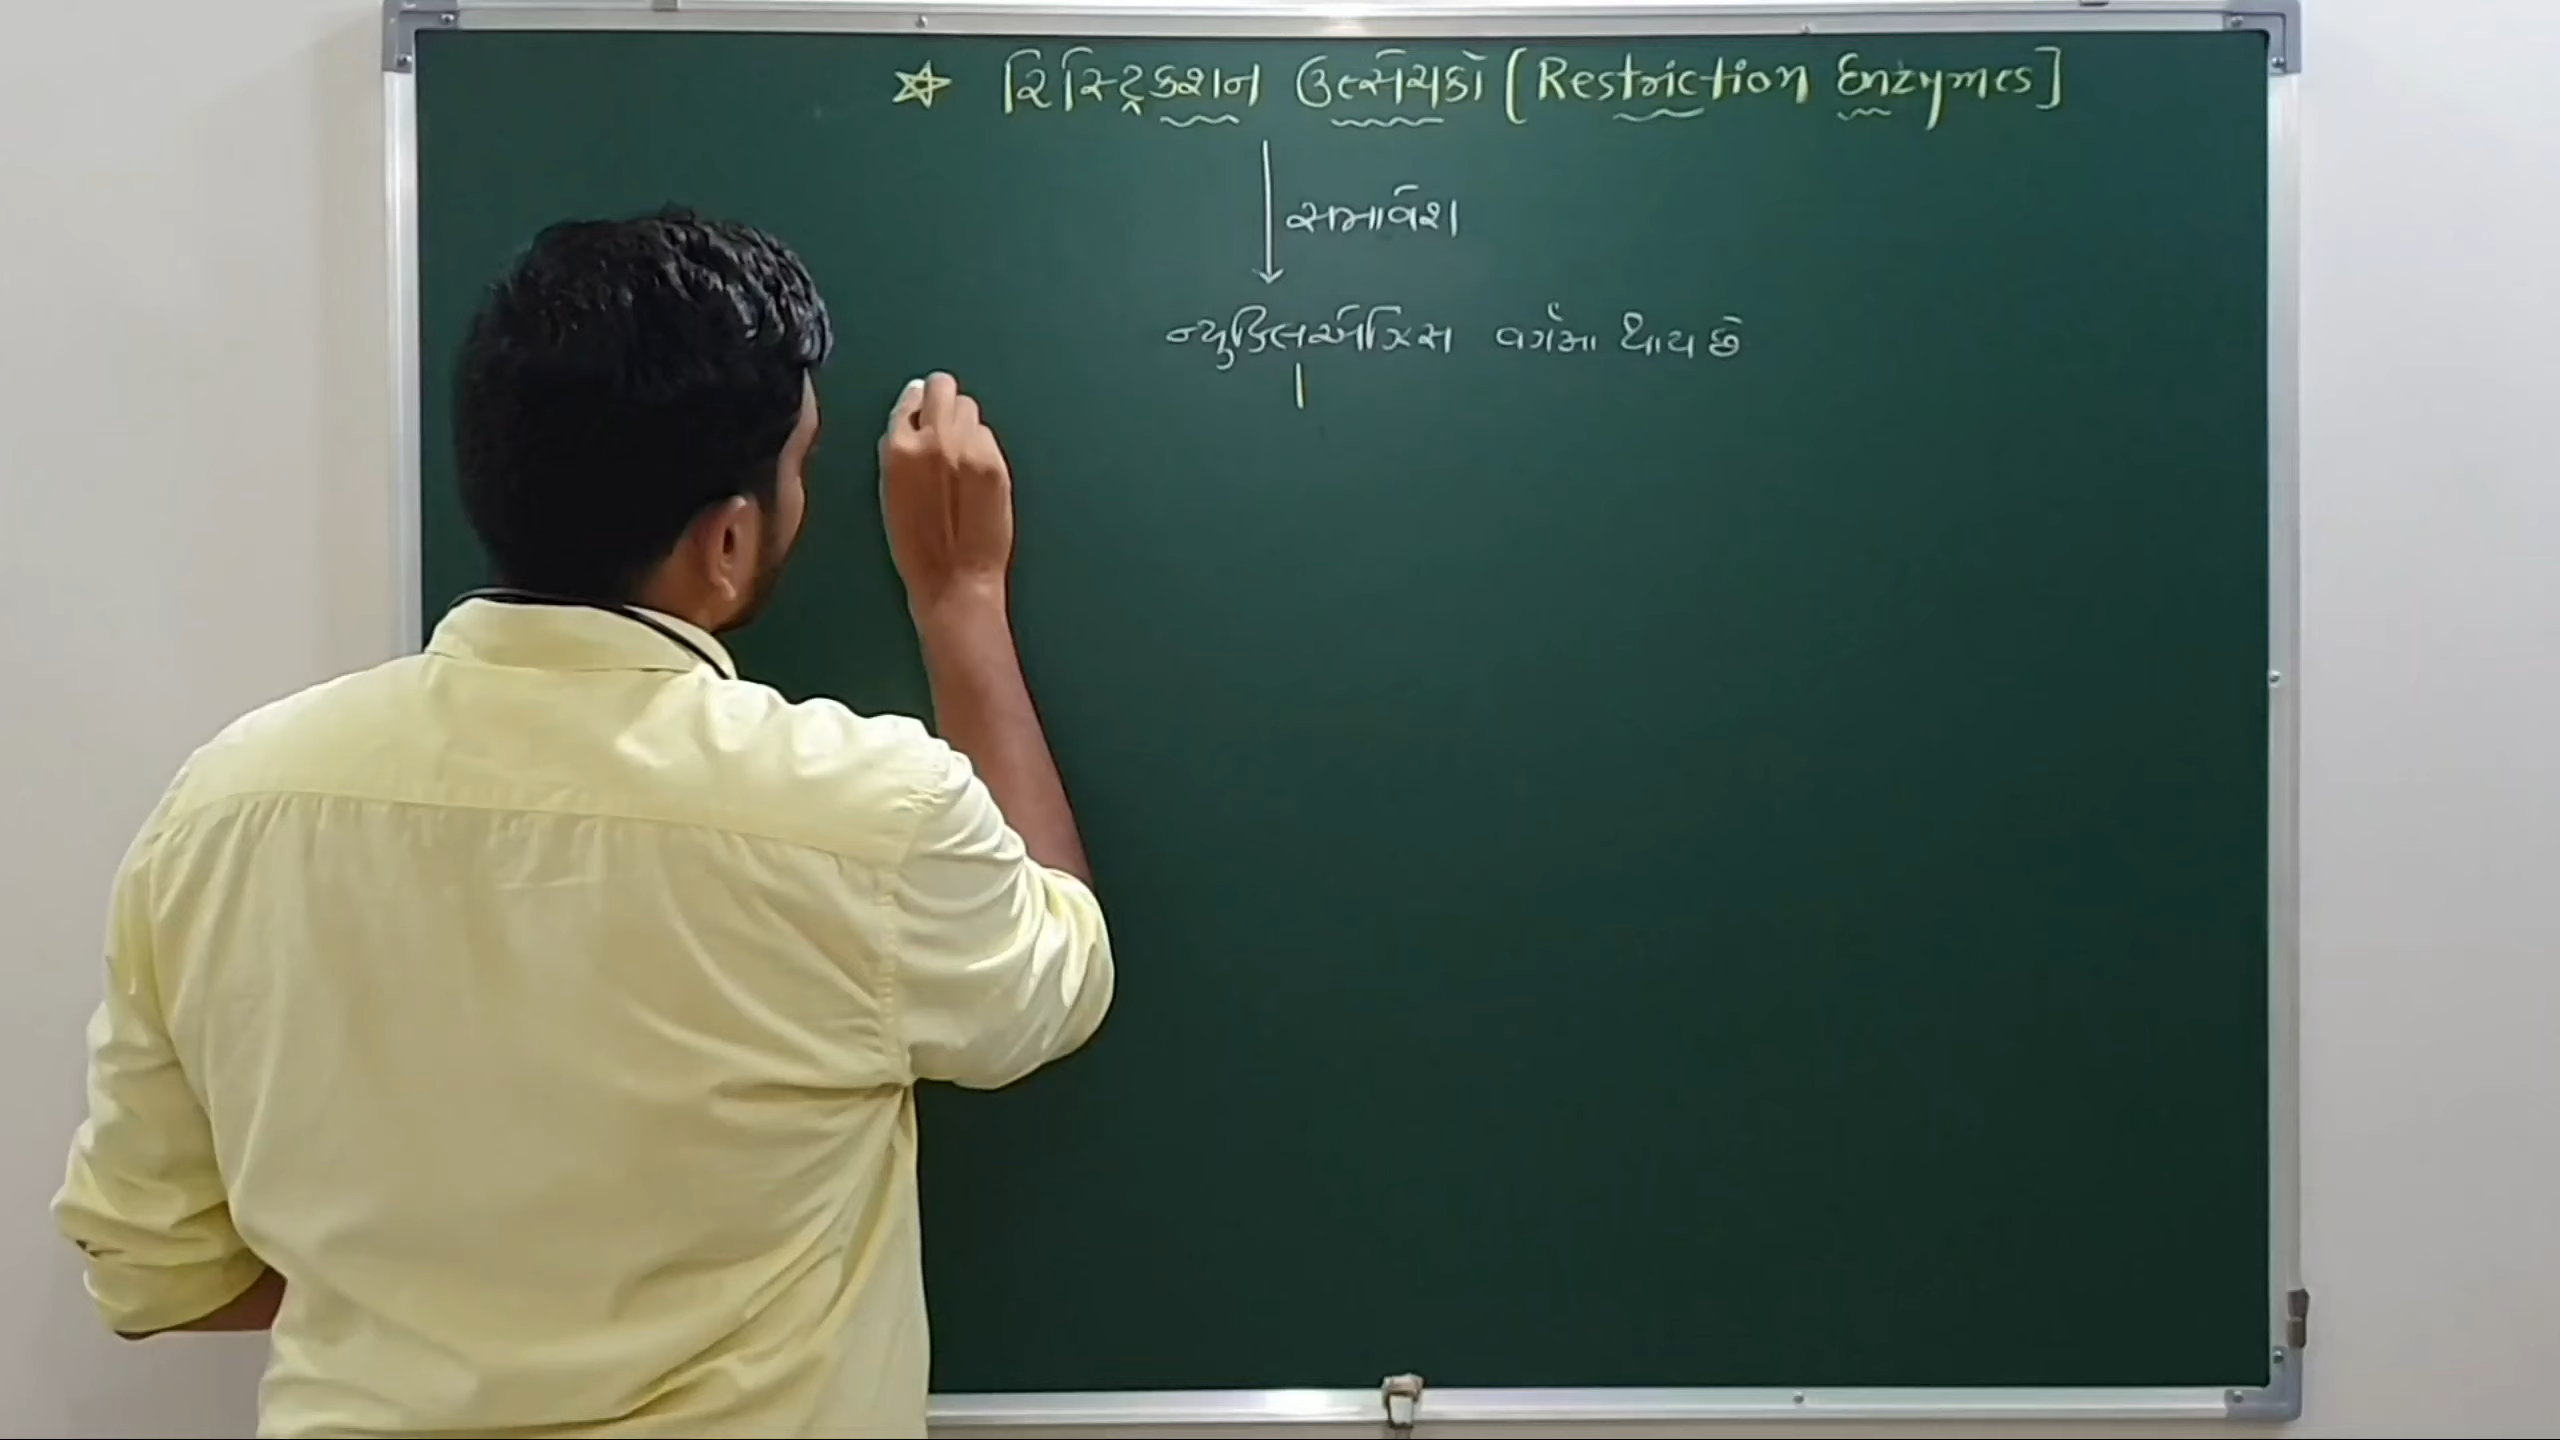 ☆ રિસ્ટ્રિક્શન ઉત્સેચકો [Restriction Enzymes]
સમાવેશ
ન્યુક્લિએઝિસ વર્ગમા થાય છે